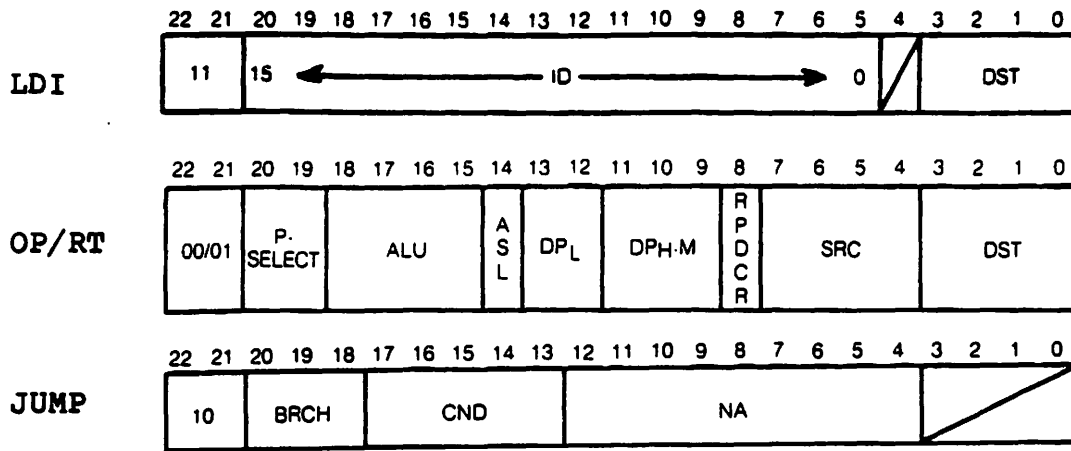 22 21 20 19 18 17 16 15 14 13 12 11 10 9 8 7 6 5 4 3 2 1 0
LDI
11 15 ID 0 DST
22 21 20 19 18 17 16 15 14 13 12 11 10 9 8 7 6 5 4 3 2 1 0
OP/RT
00/01 P-SELECT ALU ASL DPL DPH-M RPDCR SRC DST
22 21 20 19 18 17 16 15 14 13 12 11 10 9 8 7 6 5 4 3 2 1 0
JUMP
10 BRCH CND NA